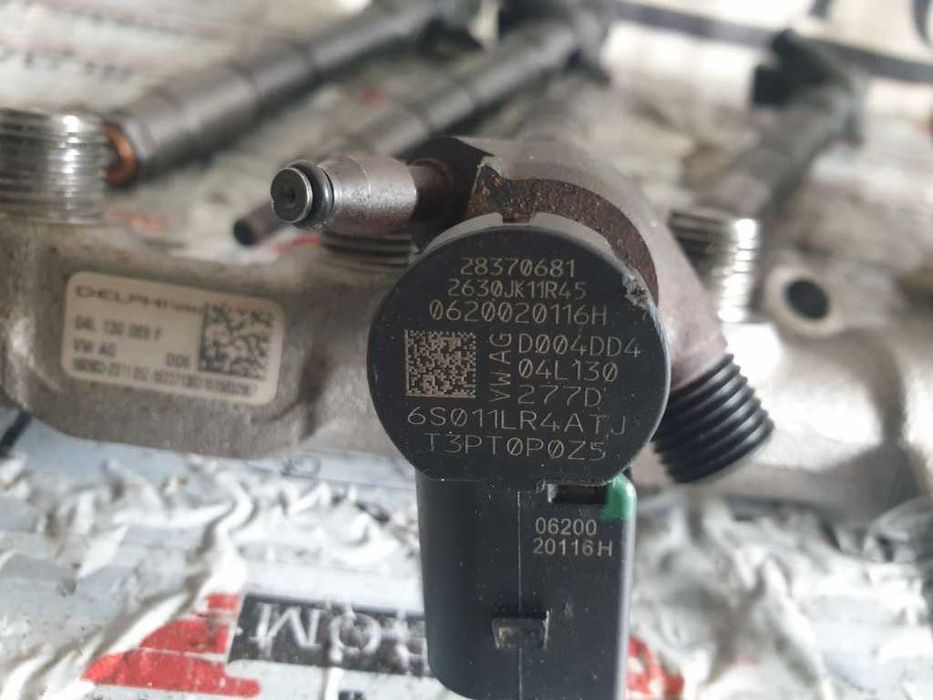 28370681
2630JK11R45
0620020116H
VW AG
D004DD4
04L130
277D
6S011LR4ATJ
T3PT0P0Z5
06200
20116H
DELPHI
04L 130 089 F
VW AG